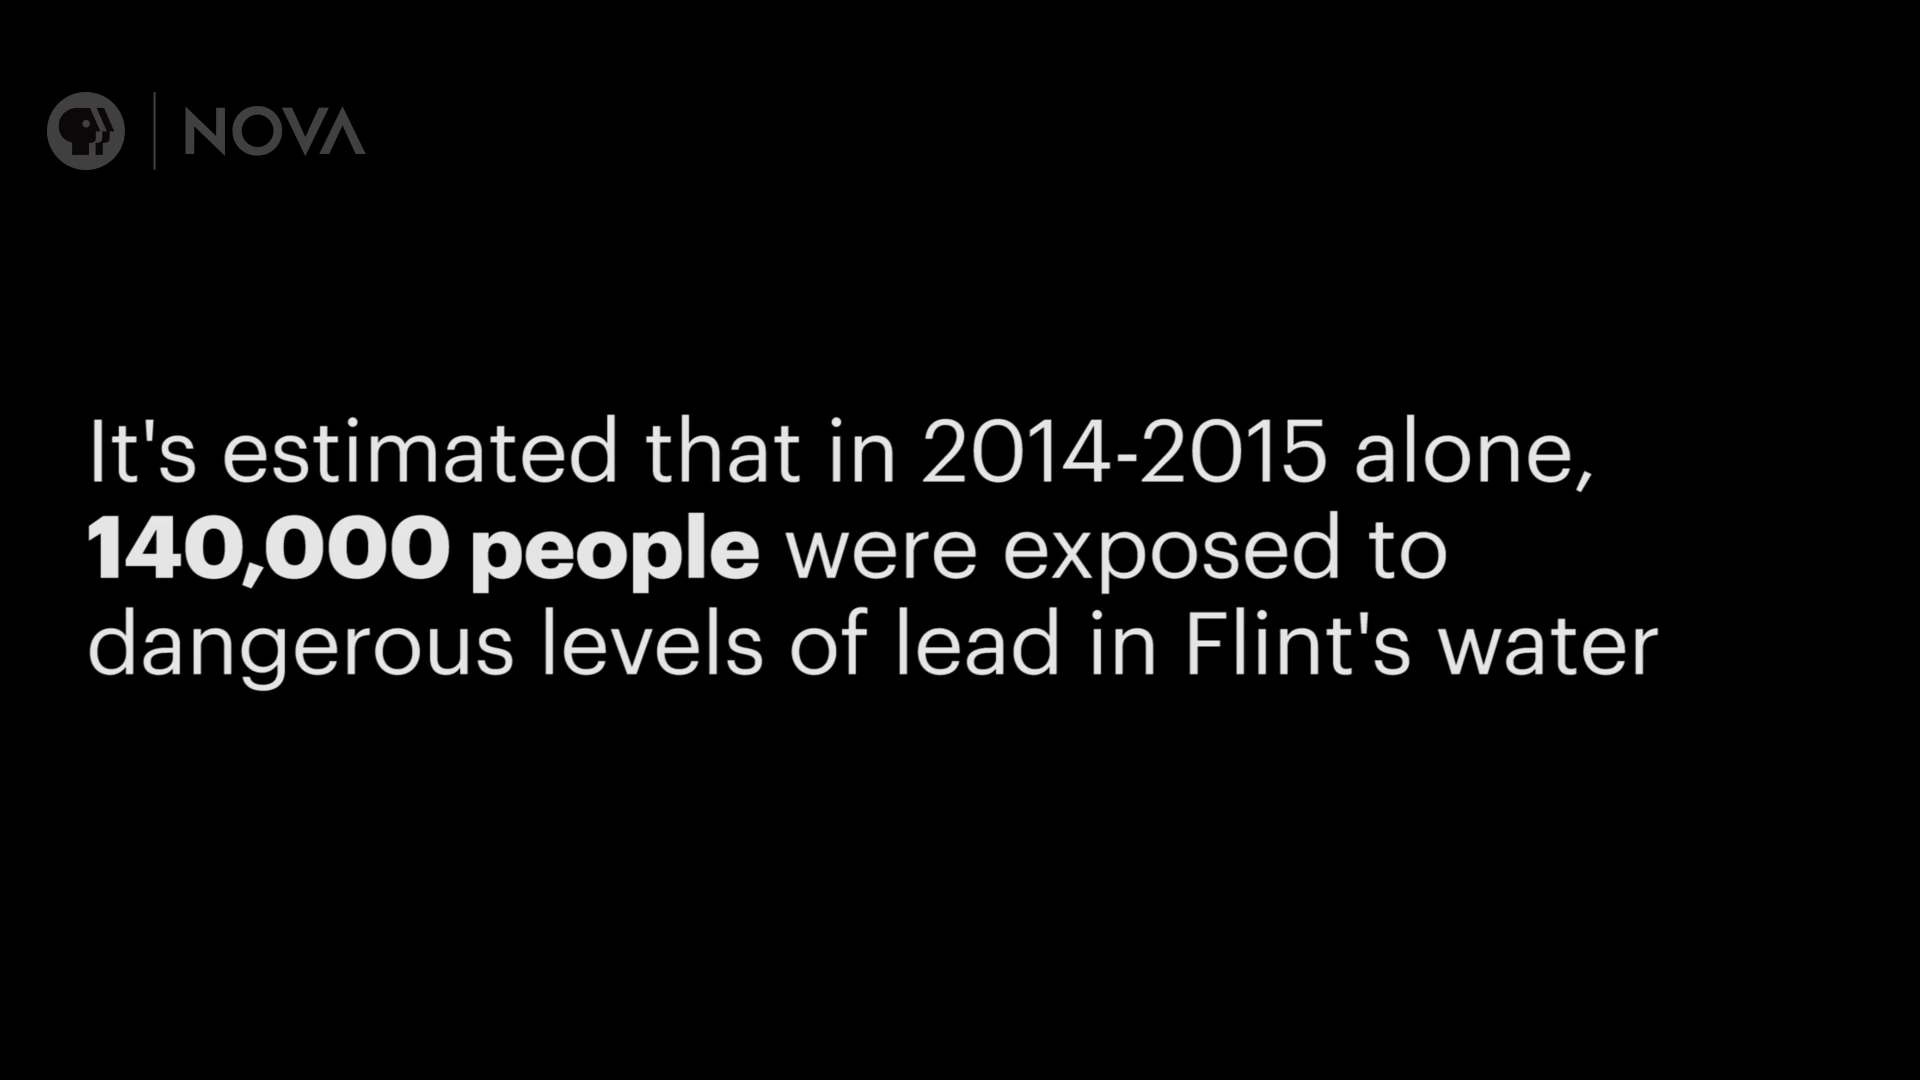 NOVA
It's estimated that in 2014-2015 alone,
140,000 people were exposed to
dangerous levels of lead in Flint's water